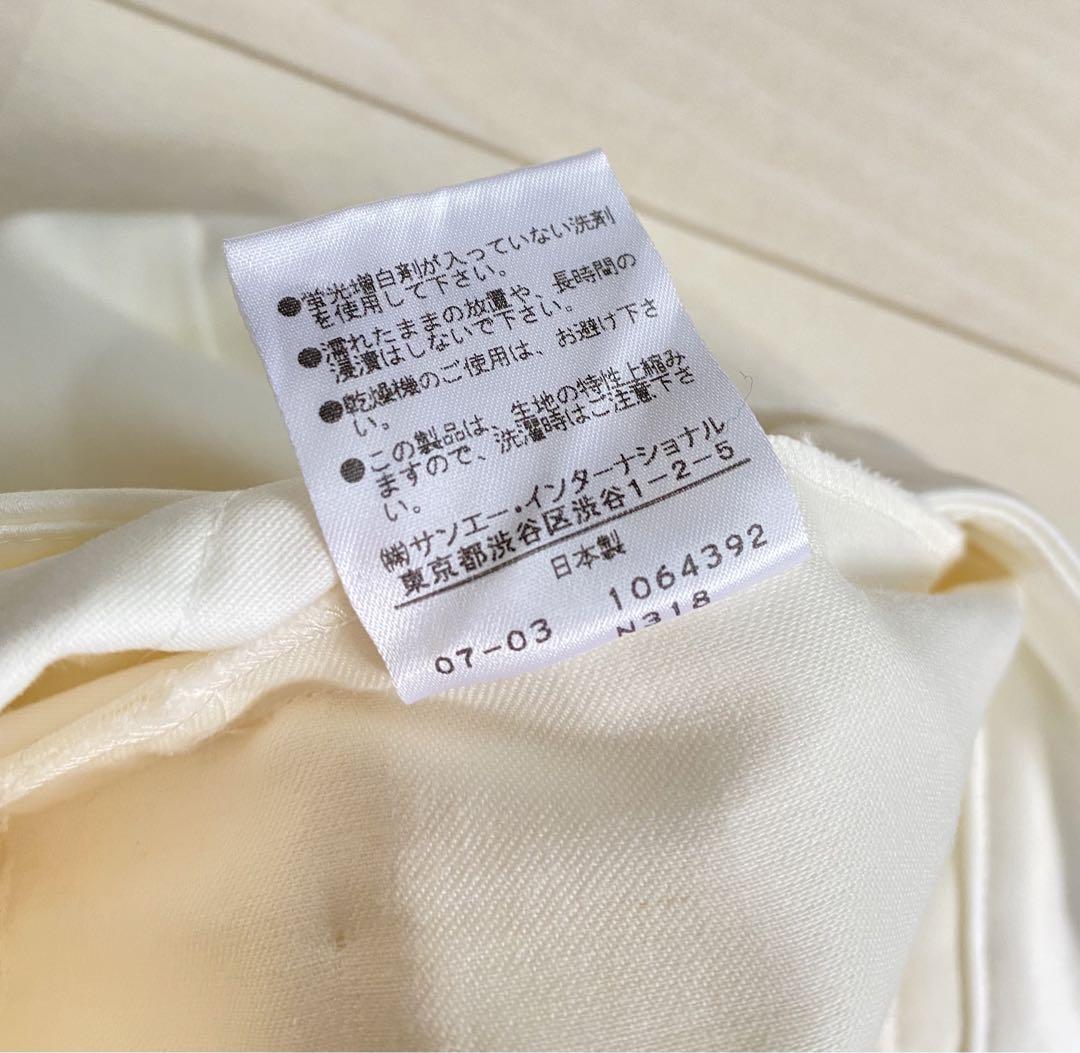 ●蛍光増白剤が入っていない洗剤
を使用して下さい。
●濡れたままの放置や、長時間の
浸漬はしないで下さい。
●乾燥機のご使用は、お避け下さ
い。
●この製品は、生地の特性上縮み
ますので、洗濯時はご注意下さ
い。
㈱サンエー・インターナショナル
東京都渋谷区渋谷1-2-5
日本製
1064392
07-03 N318